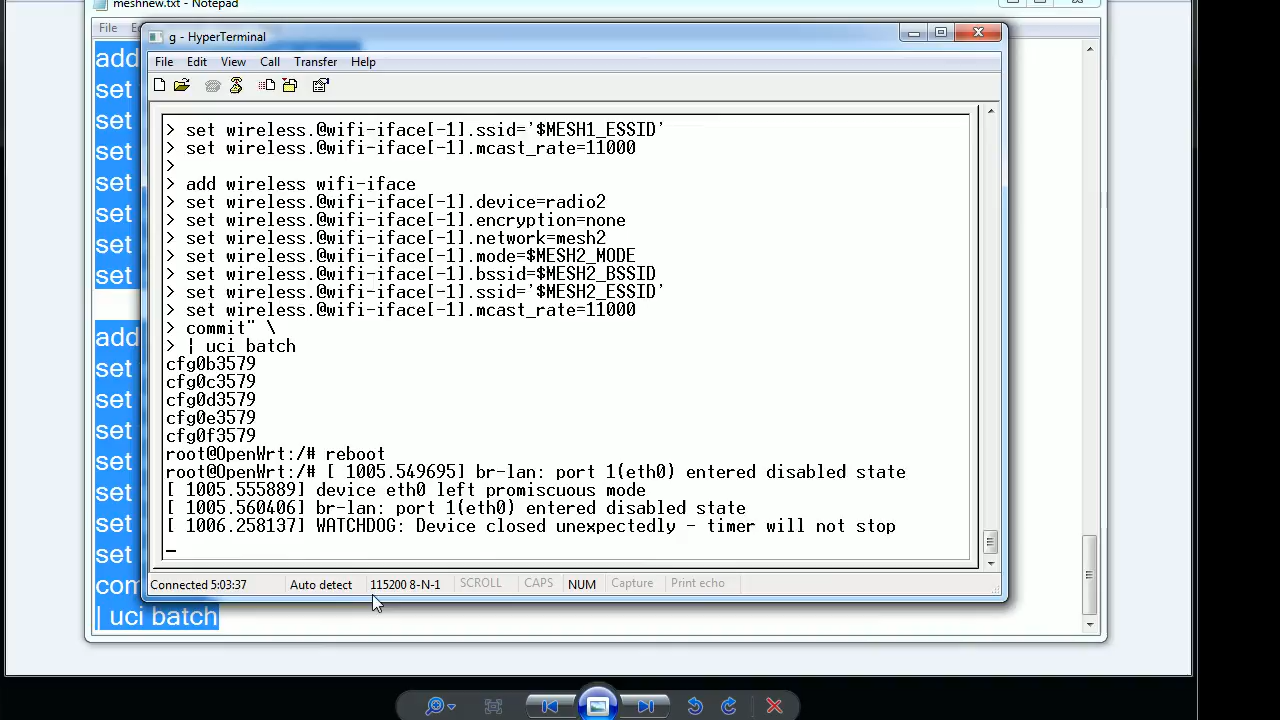 meshnew.txt - Notepad
File
g - HyperTerminal
File Edit View Call Transfer Help
add
set
set
set
set
set
set
set
add
set
set
set
set
set
set
set
com
| uci batch
> set wireless.@wifi-iface[-1].ssid='$MESH1_ESSID'
> set wireless.@wifi-iface[-1].mcast_rate=11000
>
> add wireless wifi-iface
> set wireless.@wifi-iface[-1].device=radio2
> set wireless.@wifi-iface[-1].encryption=none
> set wireless.@wifi-iface[-1].network=mesh2
> set wireless.@wifi-iface[-1].mode=$MESH2_MODE
> set wireless.@wifi-iface[-1].bssid=$MESH2_BSSID
> set wireless.@wifi-iface[-1].ssid='$MESH2_ESSID'
> set wireless.@wifi-iface[-1].mcast_rate=11000
> commit" \
> | uci batch
cfg0b3579
cfg0c3579
cfg0d3579
cfg0e3579
cfg0f3579
root@OpenWrt:/# reboot
root@OpenWrt:/# [ 1005.549695] br-lan: port 1(eth0) entered disabled state
[ 1005.555889] device eth0 left promiscuous mode
[ 1005.560406] br-lan: port 1(eth0) entered disabled state
[ 1006.258137] WATCHDOG: Device closed unexpectedly - timer will not stop
_
Connected 5:03:37 Auto detect 115200 8-N-1 SCROLL CAPS NUM Capture Print echo